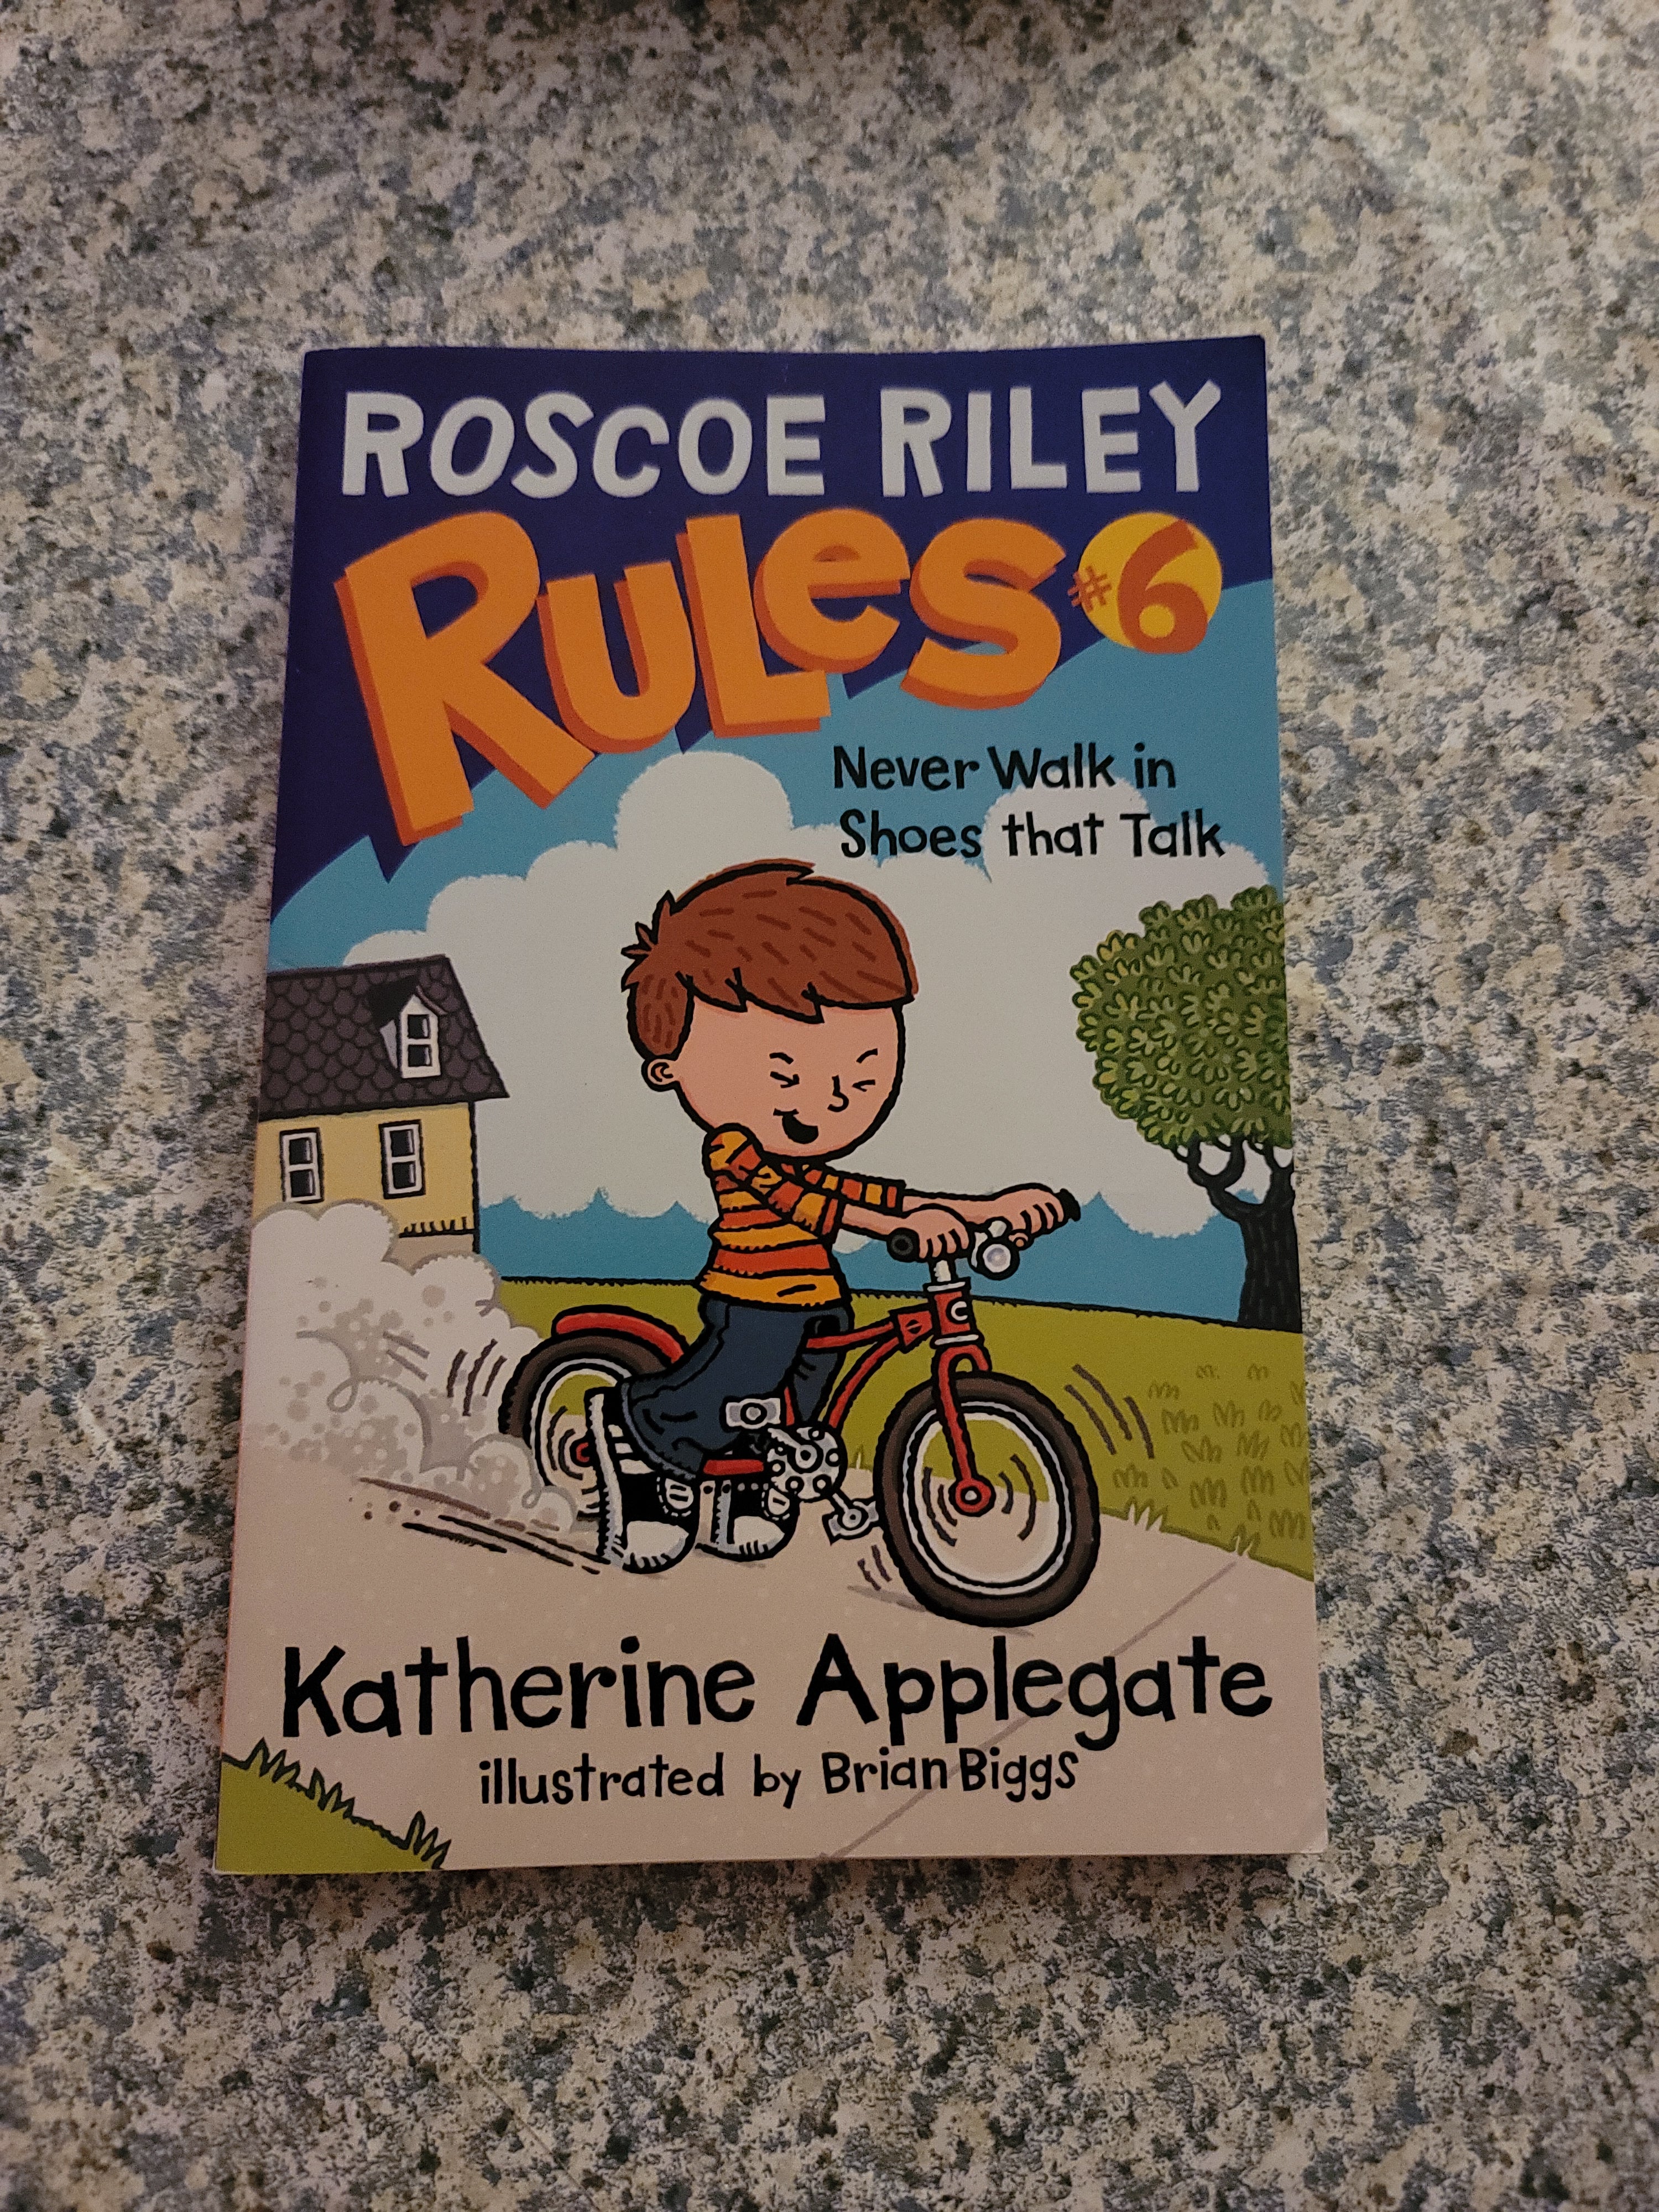 ROSCOE RILEY
RULeS #6
Never Walk in
Shoes that Talk
Katherine Applegate
illustrated by Brian Biggs